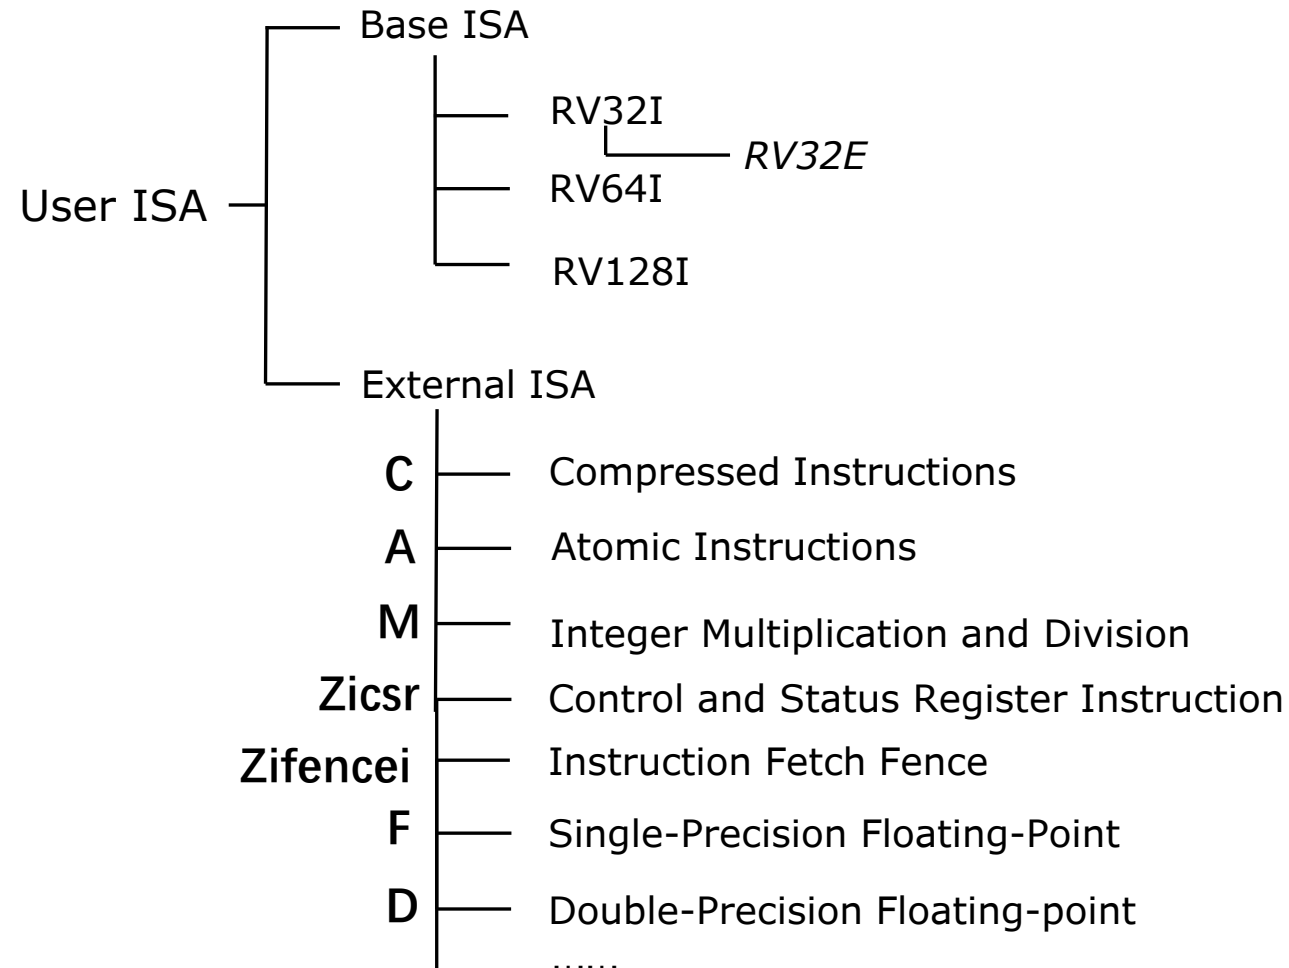 Base ISA
RV32I
RV32E
User ISA
RV64I
RV128I
External ISA
C Compressed Instructions
A Atomic Instructions
M Integer Multiplication and Division
Zicsr Control and Status Register Instruction
Zifencei Instruction Fetch Fence
F Single-Precision Floating-Point
D Double-Precision Floating-point
......